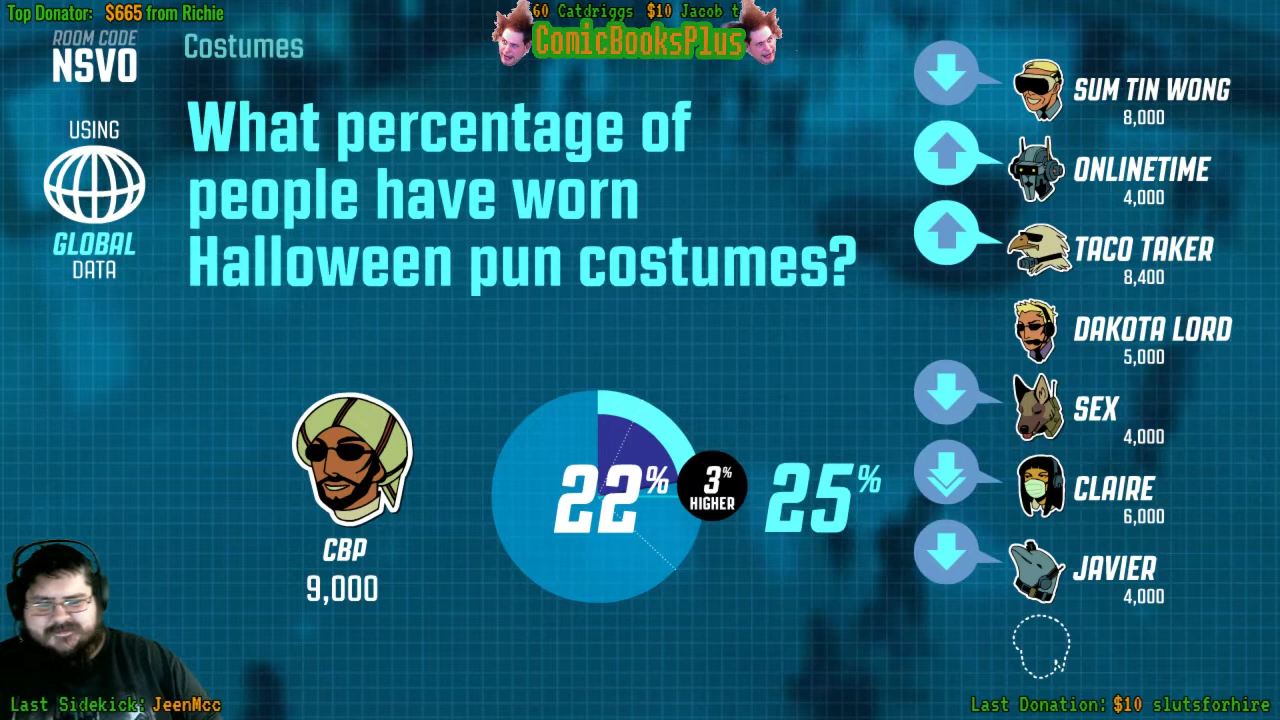 Top Donator: $665 from Richie
60 Catdriggs $10 Jacob t
ComicBooksPlus
ROOM CODE
NSVO
Costumes
USING
GLOBAL
DATA
What percentage of
people have worn
Halloween pun costumes?
SUM TIN WONG
8,000
ONLINETIME
4,000
TACO TAKER
8,400
DAKOTA LORD
5,000
SEX
4,000
CLAIRE
6,000
JAVIER
4,000
22%
3%
HIGHER
25%
CBP
9,000
Last Sidekick: JeenMcc
Last Donation: $10 slutsforhire